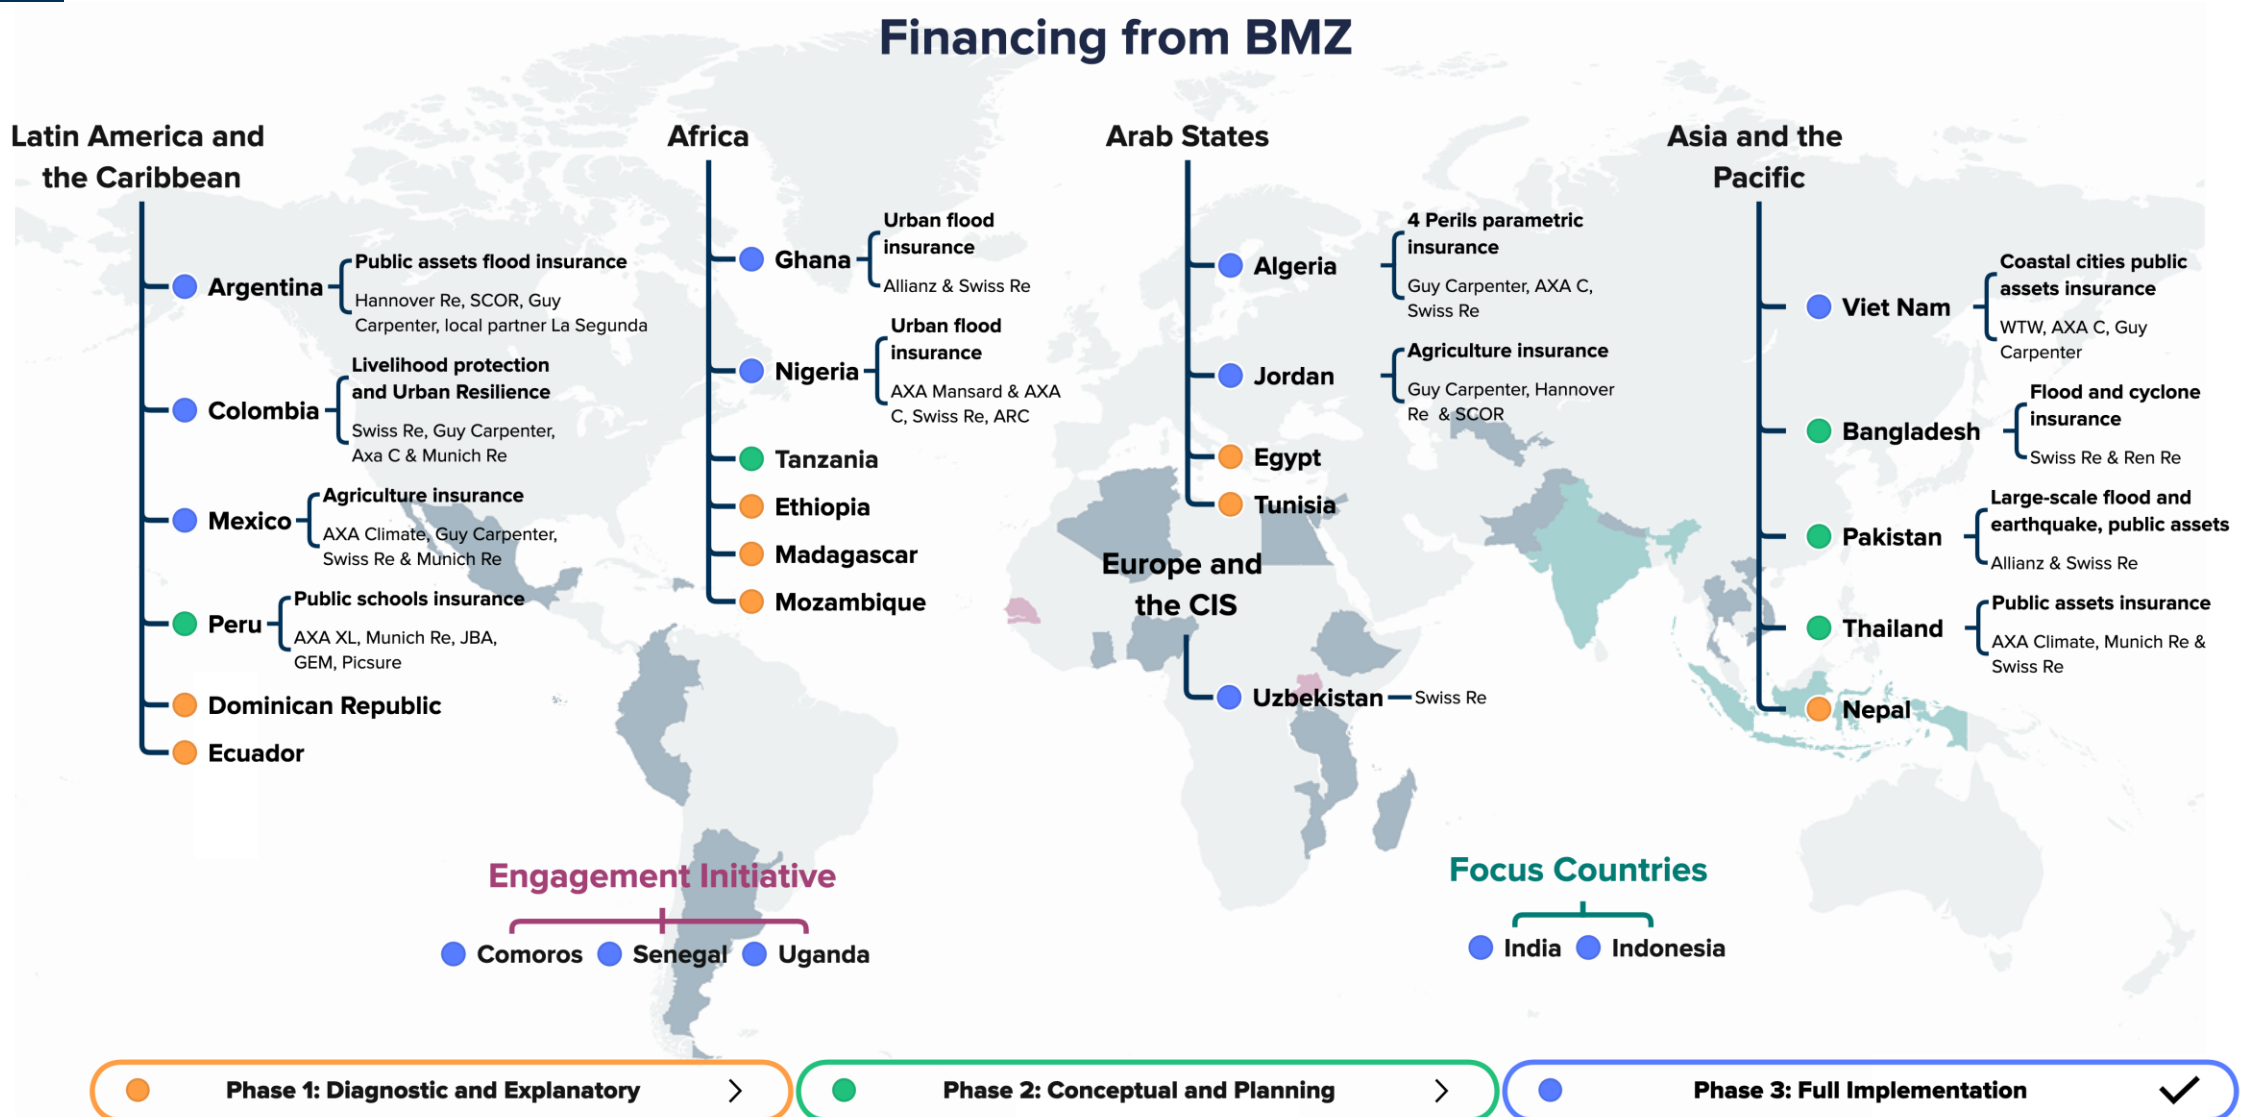 Financing from BMZ
Latin America and
the Caribbean
Argentina
Public assets flood insurance
Hannover Re, SCOR, Guy
Carpenter, local partner La Segunda
Colombia
Livelihood protection
and Urban Resilience
Swiss Re, Guy Carpenter,
Axa C & Munich Re
Mexico
Agriculture insurance
AXA Climate, Guy Carpenter,
Swiss Re & Munich Re
Peru
Public schools insurance
AXA XL, Munich Re, JBA,
GEM, Picsure
Dominican Republic
Ecuador
Africa
Ghana
Urban flood
insurance
Allianz & Swiss Re
Nigeria
Urban flood
insurance
AXA Mansard & AXA
C, Swiss Re, ARC
Tanzania
Ethiopia
Madagascar
Mozambique
Arab States
Algeria
4 Perils parametric
insurance
Guy Carpenter, AXA C,
Swiss Re
Jordan
Agriculture insurance
Guy Carpenter, Hannover
Re & SCOR
Egypt
Tunisia
Europe and
the CIS
Uzbekistan
Swiss Re
Asia and the
Pacific
Viet Nam
Coastal cities public
assets insurance
WTW, AXA C, Guy
Carpenter
Bangladesh
Flood and cyclone
insurance
Swiss Re & Ren Re
Pakistan
Large-scale flood and
earthquake, public assets
Allianz & Swiss Re
Thailand
Public assets insurance
AXA Climate, Munich Re &
Swiss Re
Nepal
Engagement Initiative
Comoros Senegal Uganda
Focus Countries
India Indonesia
Phase 1: Diagnostic and Explanatory
Phase 2: Conceptual and Planning
Phase 3: Full Implementation